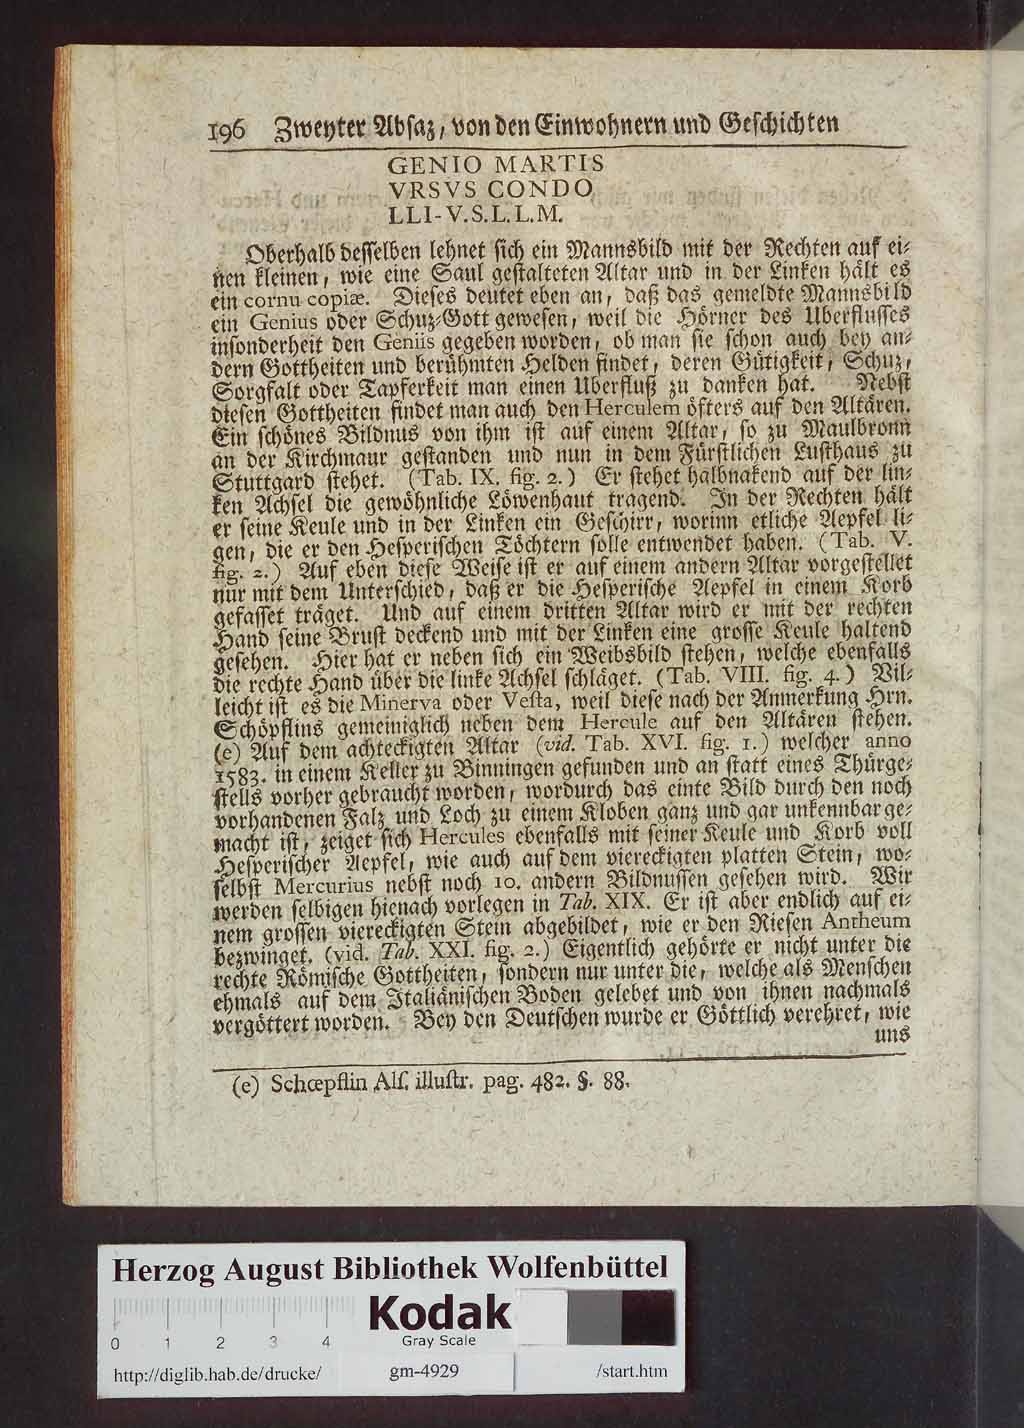 196 Zweyter Absaz, von den Einwohnern und Geschichten
GENIO MARTIS
VRSVS CONDO
LLI-V.S.L.L.M.
Oberhalb desselben lehnet sich ein Mannsbild mit der Rechten auf ei-
nen kleinen, wie eine Saul gestalteten Altar und in der Linken hält es
ein cornu copiæ. Dieses deutet eben an, daß das gemeldte Mannsbild
ein Genius oder Schuz-Gott gewesen, weil die Hörner des Uberflusses
insonderheit den Geniis gegeben worden, ob man sie schon auch bey an-
dern Gottheiten und berühmten Helden findet, deren Gütigkeit, Schuz,
Sorgfalt oder Tapferkeit man einen Uberfluß zu danken hat. Nebst
diesen Gottheiten findet man auch den Herculem öfters auf den Altären.
Ein schönes Bildnus von ihm ist auf einem Altar, so zu Maulbronn
an der Kirchmaur gestanden und nun in dem Fürstlichen Lusthaus zu
Stuttgard stehet. (Tab. IX. fig. 2.) Er stehet halbnakend auf der lin-
ken Achsel die gewöhnliche Löwenhaut tragend. In der Rechten hält
er seine Keule und in der Linken ein Geschirr, worinn etliche Aepfel li-
gen, die er den Hesperischen Töchtern solle entwendet haben. (Tab. V.
fig. 2.) Auf eben diese Weise ist er auf einem andern Altar vorgestellet
nur mit dem Unterschied, daß er die Hesperische Aepfel in einem Korb
gefasset träget. Und auf einem dritten Altar wird er mit der rechten
Hand seine Brust deckend und mit der Linken eine grosse Keule haltend
gesehen. Hier hat er neben sich ein Weibsbild stehen, welche ebenfalls
die rechte Hand über die linke Achsel schläget. (Tab. VIII. fig. 4.) Vil-
leicht ist es die Minerva oder Vesta, weil diese nach der Anmerkung Hrn.
Schöpflins gemeiniglich neben dem Hercule auf den Altären stehen.
(e) Auf dem achteckigten Altar (vid. Tab. XVI. fig. 1.) welcher anno
1583. in einem Keller zu Binningen gefunden und an statt eines Thürge-
stells vorher gebraucht worden, wordurch das einte Bild durch den noch
vorhandenen Falz und Loch zu einem Kloben ganz und gar unkennbar ge-
macht ist, zeiget sich Hercules ebenfalls mit seiner Keule und Korb voll
Hesperischer Aepfel, wie auch auf dem viereckigten platten Stein, wo-
selbst Mercurius nebst noch 10. andern Bildnussen gesehen wird. Wir
werden selbigen hienach vorlegen in Tab. XIX. Er ist aber endlich auf ei-
nem grossen viereckigten Stein abgebildet, wie er den Riesen Antheum
bezwinget. (vid. Tab. XXI. fig. 2.) Eigentlich gehörte er nicht unter die
rechte Römische Gottheiten, sondern nur unter die, welche als Menschen
ehmals auf dem Italiänischen Boden gelebet und von ihnen nachmals
vergöttert worden. Bey den Deutschen wurde er Göttlich verehret, wie
uns
(e) Schœpflin Als. illustr. pag. 482. §. 88.
Herzog August Bibliothek Wolfenbüttel
Kodak
Gray Scale
0 1 2 3 4
http://diglib.hab.de/drucke/ gm-4929 /start.htm